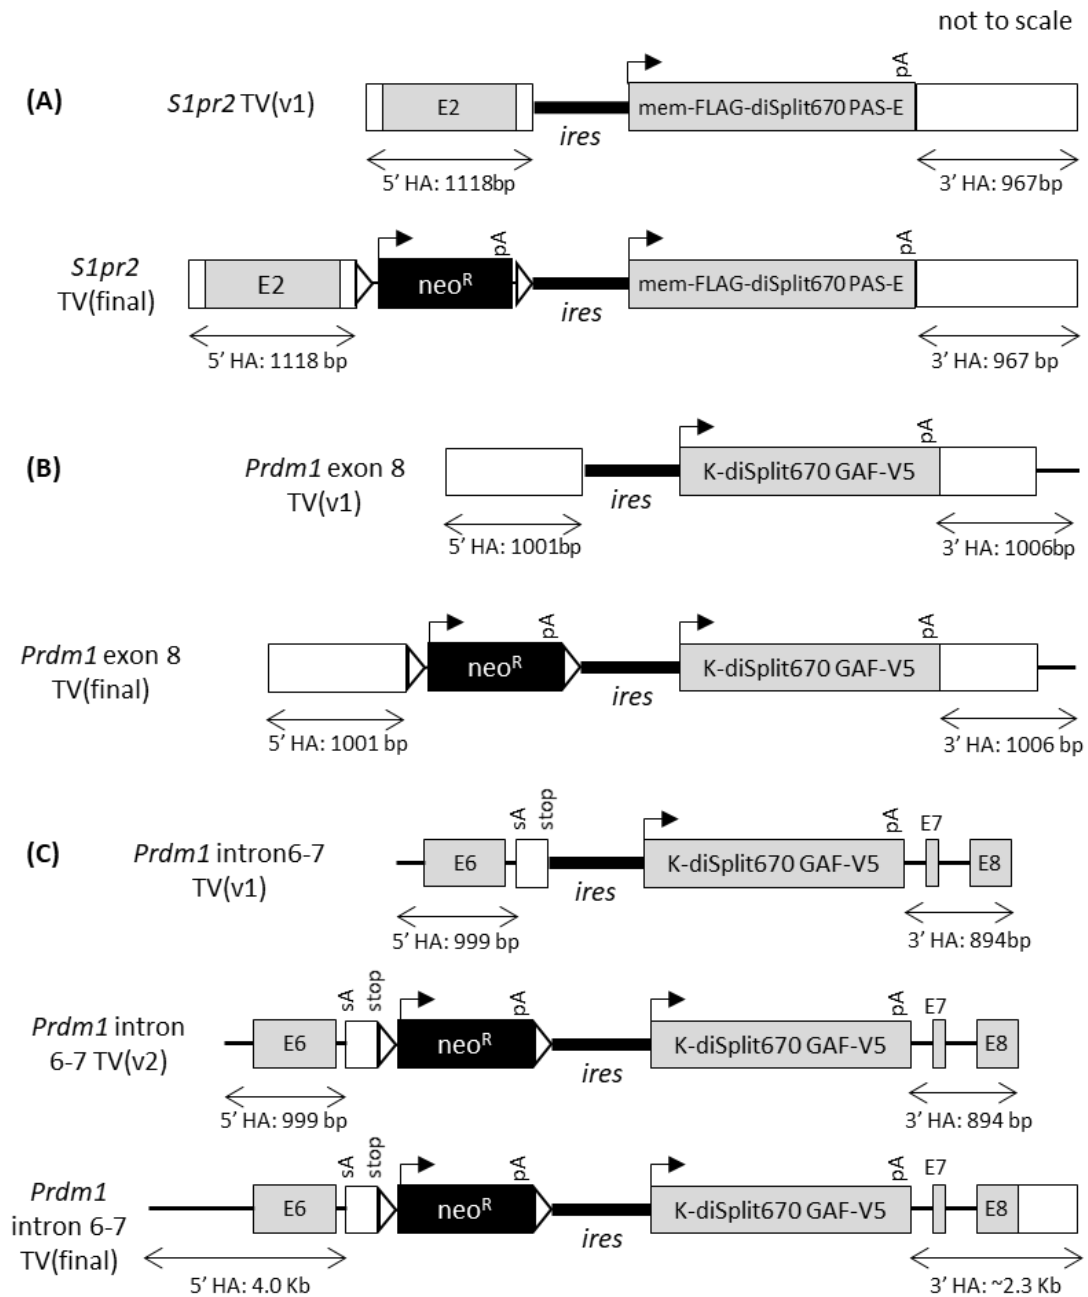 not to scale
(A)
S1pr2 TV(v1)
E2
ires
mem-FLAG-diSplit670 PAS-E
pA
5' HA: 1118bp
3' HA: 967bp
S1pr2
TV(final)
E2
neoR
pA
ires
mem-FLAG-diSplit670 PAS-E
pA
5' HA: 1118 bp
3' HA: 967 bp
(B)
Prdm1 exon 8
TV(v1)
ires
K-diSplit670 GAF-V5
pA
5' HA: 1001bp
3' HA: 1006bp
Prdm1 exon 8
TV(final)
neoR
pA
ires
K-diSplit670 GAF-V5
pA
5' HA: 1001 bp
3' HA: 1006 bp
(C)
Prdm1 intron6-7
TV(v1)
E6
sA
stop
ires
K-diSplit670 GAF-V5
pA
E7
E8
5' HA: 999 bp
3' HA: 894bp
Prdm1 intron
6-7 TV(v2)
E6
sA
stop
neoR
pA
ires
K-diSplit670 GAF-V5
pA
E7
E8
5' HA: 999 bp
3' HA: 894 bp
Prdm1
intron 6-7
TV(final)
E6
sA
stop
neoR
pA
ires
K-diSplit670 GAF-V5
pA
E7
E8
5' HA: 4.0 Kb
3' HA: ~2.3 Kb